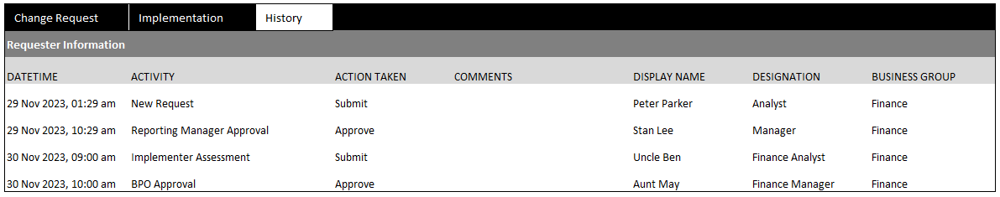 Change Request Implementation History
Requester Information
DATETIME ACTIVITY ACTION TAKEN COMMENTS DISPLAY NAME DESIGNATION BUSINESS GROUP
29 Nov 2023, 01:29 am New Request Submit Peter Parker Analyst Finance
29 Nov 2023, 10:29 am Reporting Manager Approval Approve Stan Lee Manager Finance
30 Nov 2023, 09:00 am Implementer Assessment Submit Uncle Ben Finance Analyst Finance
30 Nov 2023, 10:00 am BPO Approval Approve Aunt May Finance Manager Finance